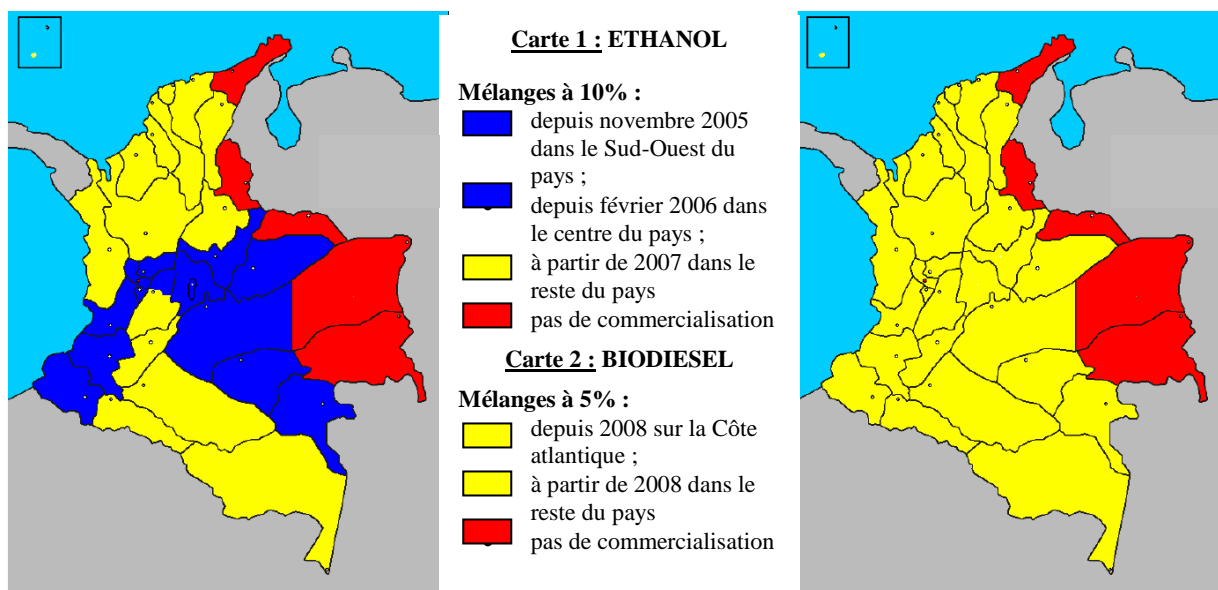 Carte 1 : ETHANOL
Mélanges à 10% :
depuis novembre 2005
dans le Sud-Ouest du
pays ;
depuis février 2006 dans
le centre du pays ;
à partir de 2007 dans le
reste du pays
pas de commercialisation
Carte 2 : BIODIESEL
Mélanges à 5% :
depuis 2008 sur la Côte
atlantique ;
à partir de 2008 dans le
reste du pays
pas de commercialisation